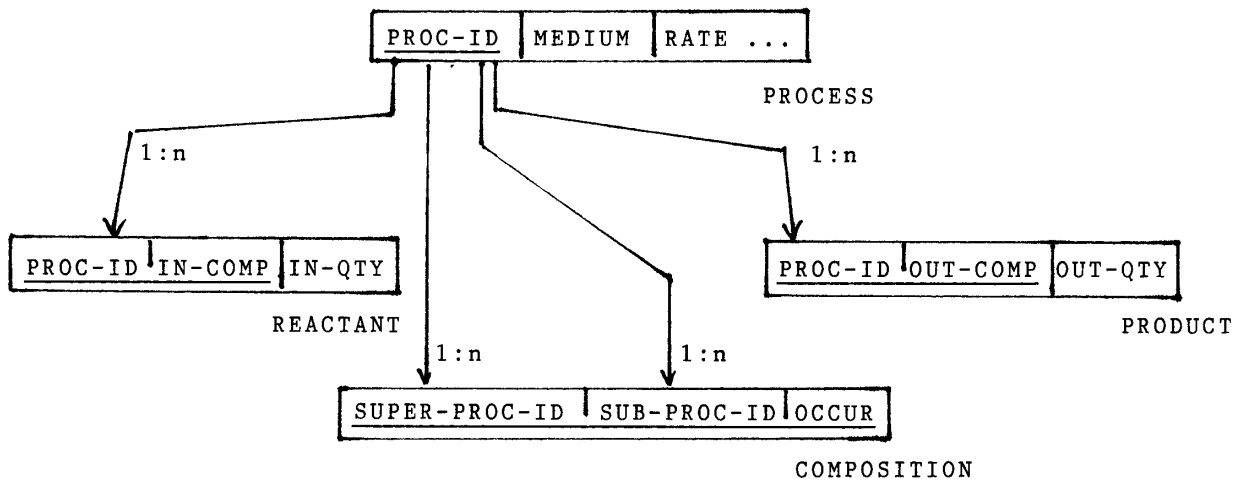 PROC-ID MEDIUM RATE ...
PROCESS
1:n 1:n
PROC-ID IN-COMP IN-QTY
REACTANT
PROC-ID OUT-COMP OUT-QTY
PRODUCT
1:n 1:n
SUPER-PROC-ID SUB-PROC-ID OCCUR
COMPOSITION